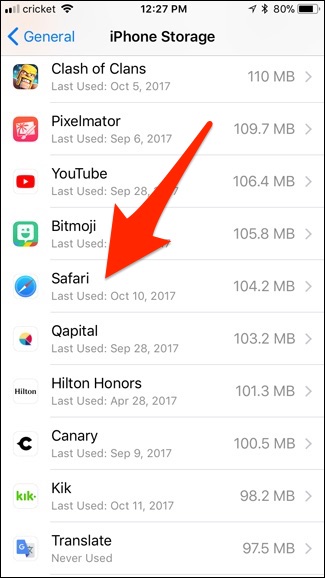 cricket 12:27 PM 80%
General iPhone Storage
Clash of Clans
Last Used: Oct 5, 2017 110 MB
Pixelmator
Last Used: Sep 6, 2017 109.7 MB
YouTube
Last Used: Sep 28, 2017 106.4 MB
Bitmoji
Last Used: 105.8 MB
Safari
Last Used: Oct 10, 2017 104.2 MB
Qapital
Last Used: Sep 28, 2017 103.2 MB
Hilton Hilton Honors
Last Used: Apr 28, 2017 101.3 MB
Canary
Last Used: Sep 9, 2017 100.5 MB
kik Kik
Last Used: Oct 11, 2017 98.2 MB
Translate
Never Used 97.5 MB